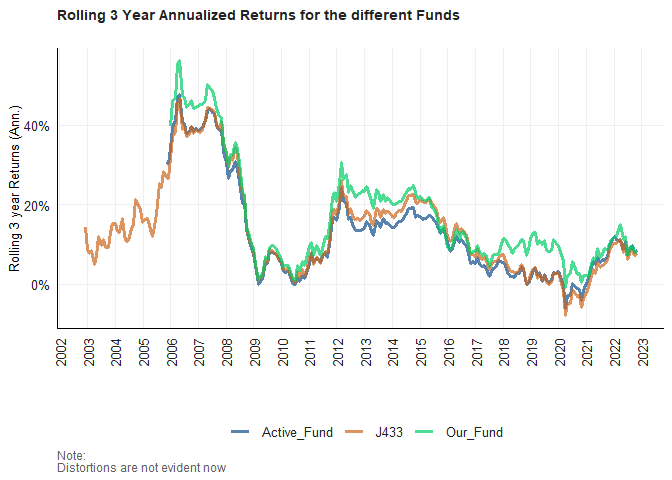 Rolling 3 Year Annualized Returns for the different Funds
Rolling 3 year Returns (Ann.)
40%
20%
0%
2002 2003 2004 2005 2006 2007 2008 2009 2010 2011 2012 2013 2014 2015 2016 2017 2018 2019 2020 2021 2022 2023
Active_Fund J433 Our_Fund
Note:
Distortions are not evident now